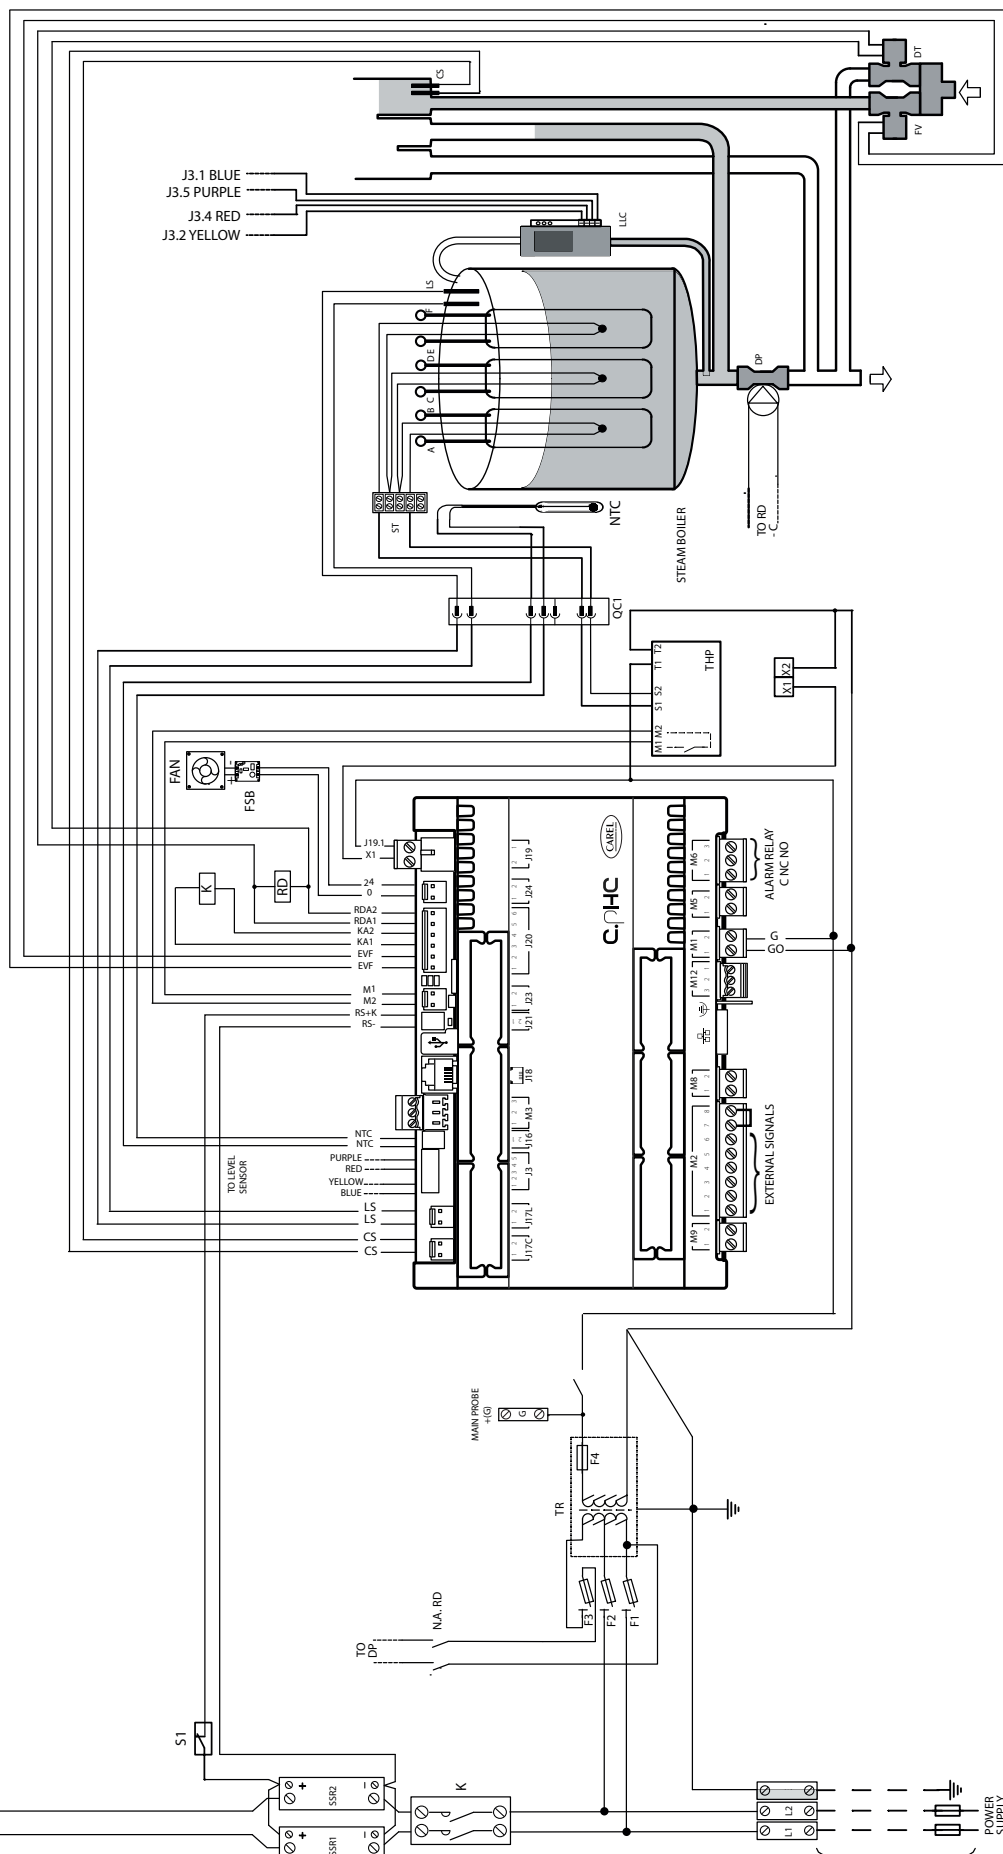 DT
CS
FV
J3.1 BLUE
J3.5 PURPLE
J3.4 RED
J3.2 YELLOW
LLC
LS
F
D E
B C
A
DP
ST
NTC
STEAM BOILER
TO RD
- C
QC1
T1 T2
S1 S2
M1 M2
THP
X1 X2
FAN
+ -
FSB
J19.1
X1
24
0
RDA2
RDA1
KA2
KA1
EVF
EVF
M1
M2
RS+K
RS-
NTC
NTC
PURPLE
RED
YELLOW
BLUE
TO LEVEL
SENSOR
LS
LS
CS
CS
K
RD
J19
J24
J20
J23
J21
J18
M3
J16
J3
J17L
J17C
CAREL
M6
M5
M1
M12
M8
M2
M9
ALARM RELAY
C NC NO
G
GO
EXTERNAL SIGNALS
MAIN PROBE
+(G)
G
F4
TR
F3
F2
F1
N.A. RD
TO
DP
S1
SSR2
SSR1
+ -
+ -
K
L2
L1
POWER
SUPPLY